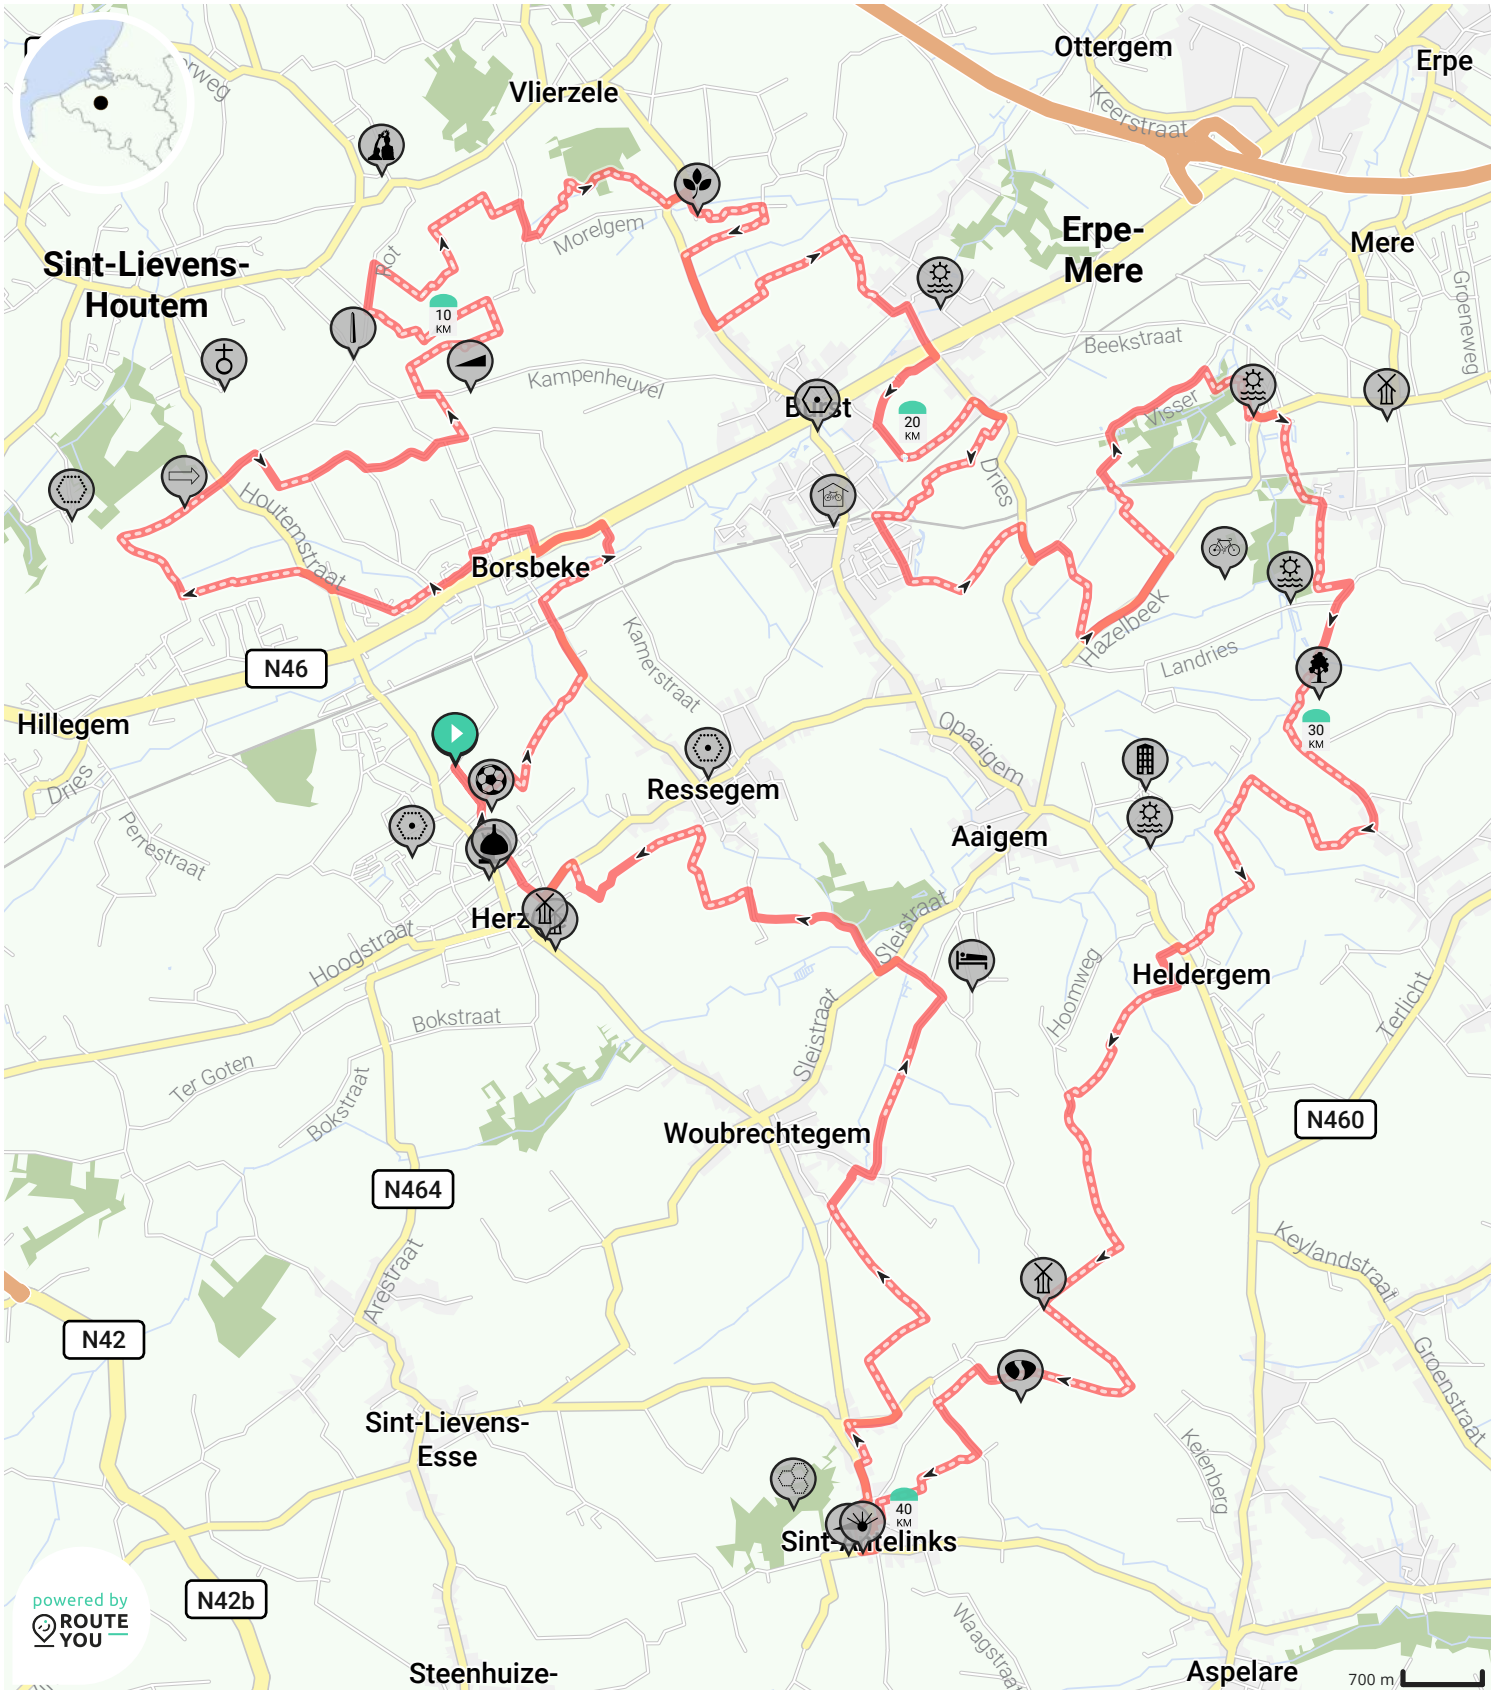 Ottergem
Erpe
Vlierzele
Keerstraat
Erpe-
Mere
Mere
Morelgem
Rot
Sint-Lievens-
Houtem
Groeneweg
10
KM
Beekstraat
Kampenheuvel
Visser
20
KM
Dries
Houtemstraat
Borsbeke
Hazelbeek
Kamerstraat
Landries
N46
Hillegem
30
KM
Opaaigem
Dries
Ressegem
Perrestraat
Aaigem
Hoogstraat
Sleistraat
Heldergem
Hoomweg
Terlicht
Bokstraat
Sleistraat
Ter Goten
Bokstraat
N460
Woubrechtegem
N464
Keylandstraat
Arestraat
N42
Groenstraat
Sint-Lievens-
Esse
Keienberg
40
KM
N42b
Waagstraat
powered by
ROUTE
YOU
Steenhuize-
Aspelare
700 m